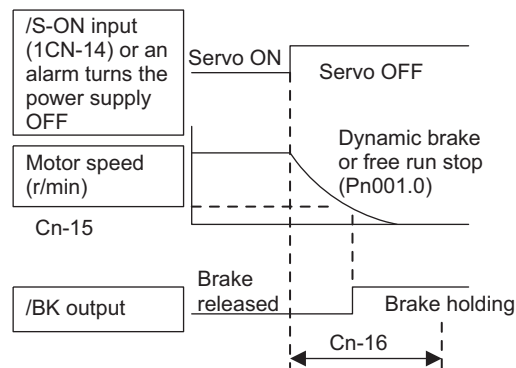 /S-ON input
(1CN-14) or an
alarm turns the
power supply
OFF
Servo ON
Servo OFF
Motor speed
(r/min)
Dynamic brake
or free run stop
(Pn001.0)
Cn-15
/BK output
Brake
released
Brake holding
Cn-16